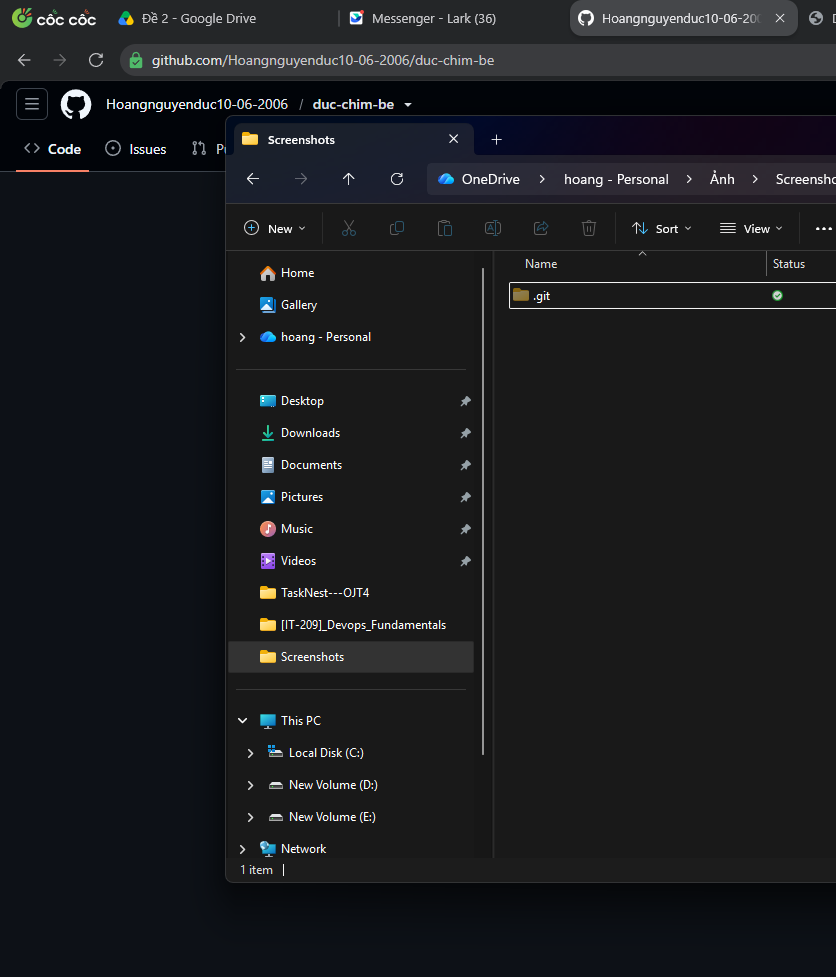 cốc cốc
Đề 2 - Google Drive
Messenger - Lark (36)
Hoangnguyenduc10-06-200
github.com/Hoangnguyenduc10-06-2006/duc-chim-be
Hoangnguyenduc10-06-2006 / duc-chim-be
Code
Issues
Screenshots
OneDrive
hoang - Personal
Ảnh
Screensho
New
Sort
View
Name
Status
.git
Home
Gallery
hoang - Personal
Desktop
Downloads
Documents
Pictures
Music
Videos
TaskNest---OJT4
[IT-209]_Devops_Fundamentals
Screenshots
This PC
Local Disk (C:)
New Volume (D:)
New Volume (E:)
Network
1 item